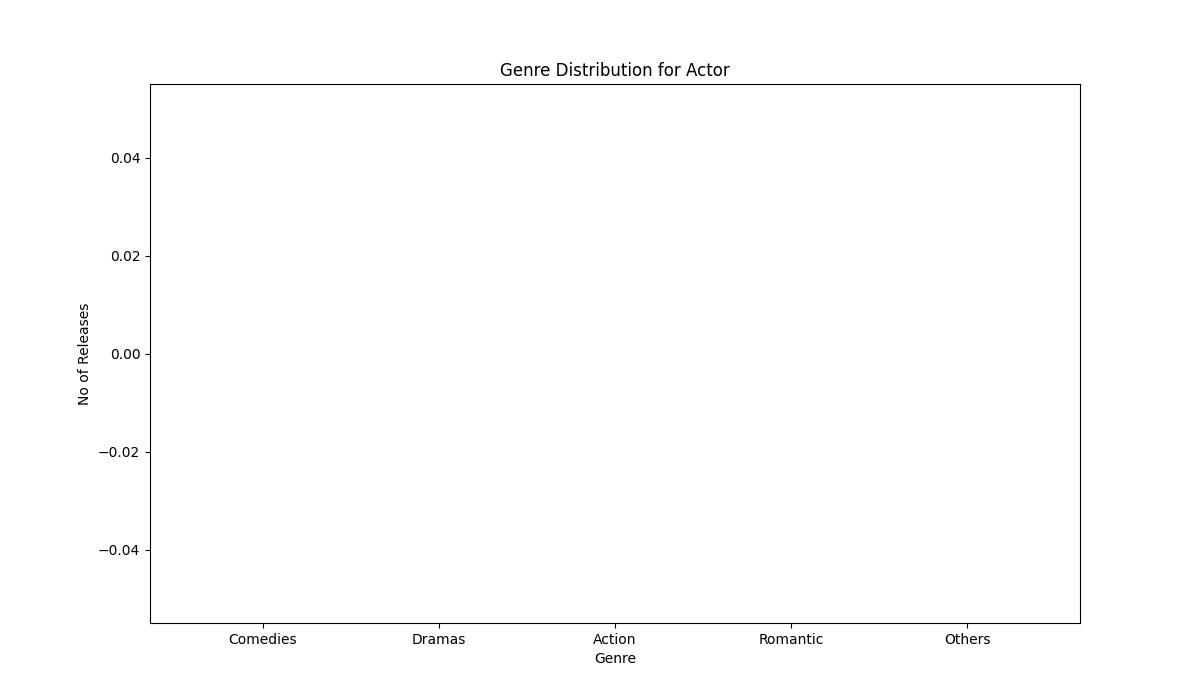 Genre Distribution for Actor
0.04
0.02
0.00
−0.02
−0.04
No of Releases
Comedies Dramas Action Romantic Others
Genre